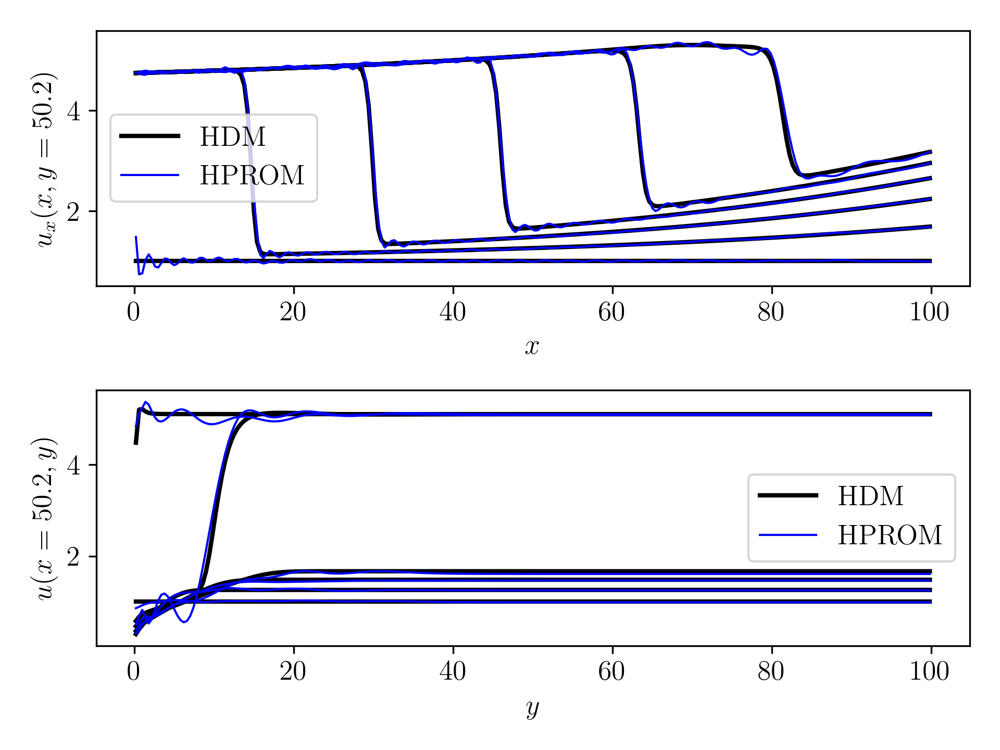 u_x(x, y = 50.2)
4
2
HDM
HPROM
0 20 40 60 80 100
x
u(x = 50.2, y)
4
2
HDM
HPROM
0 20 40 60 80 100
y